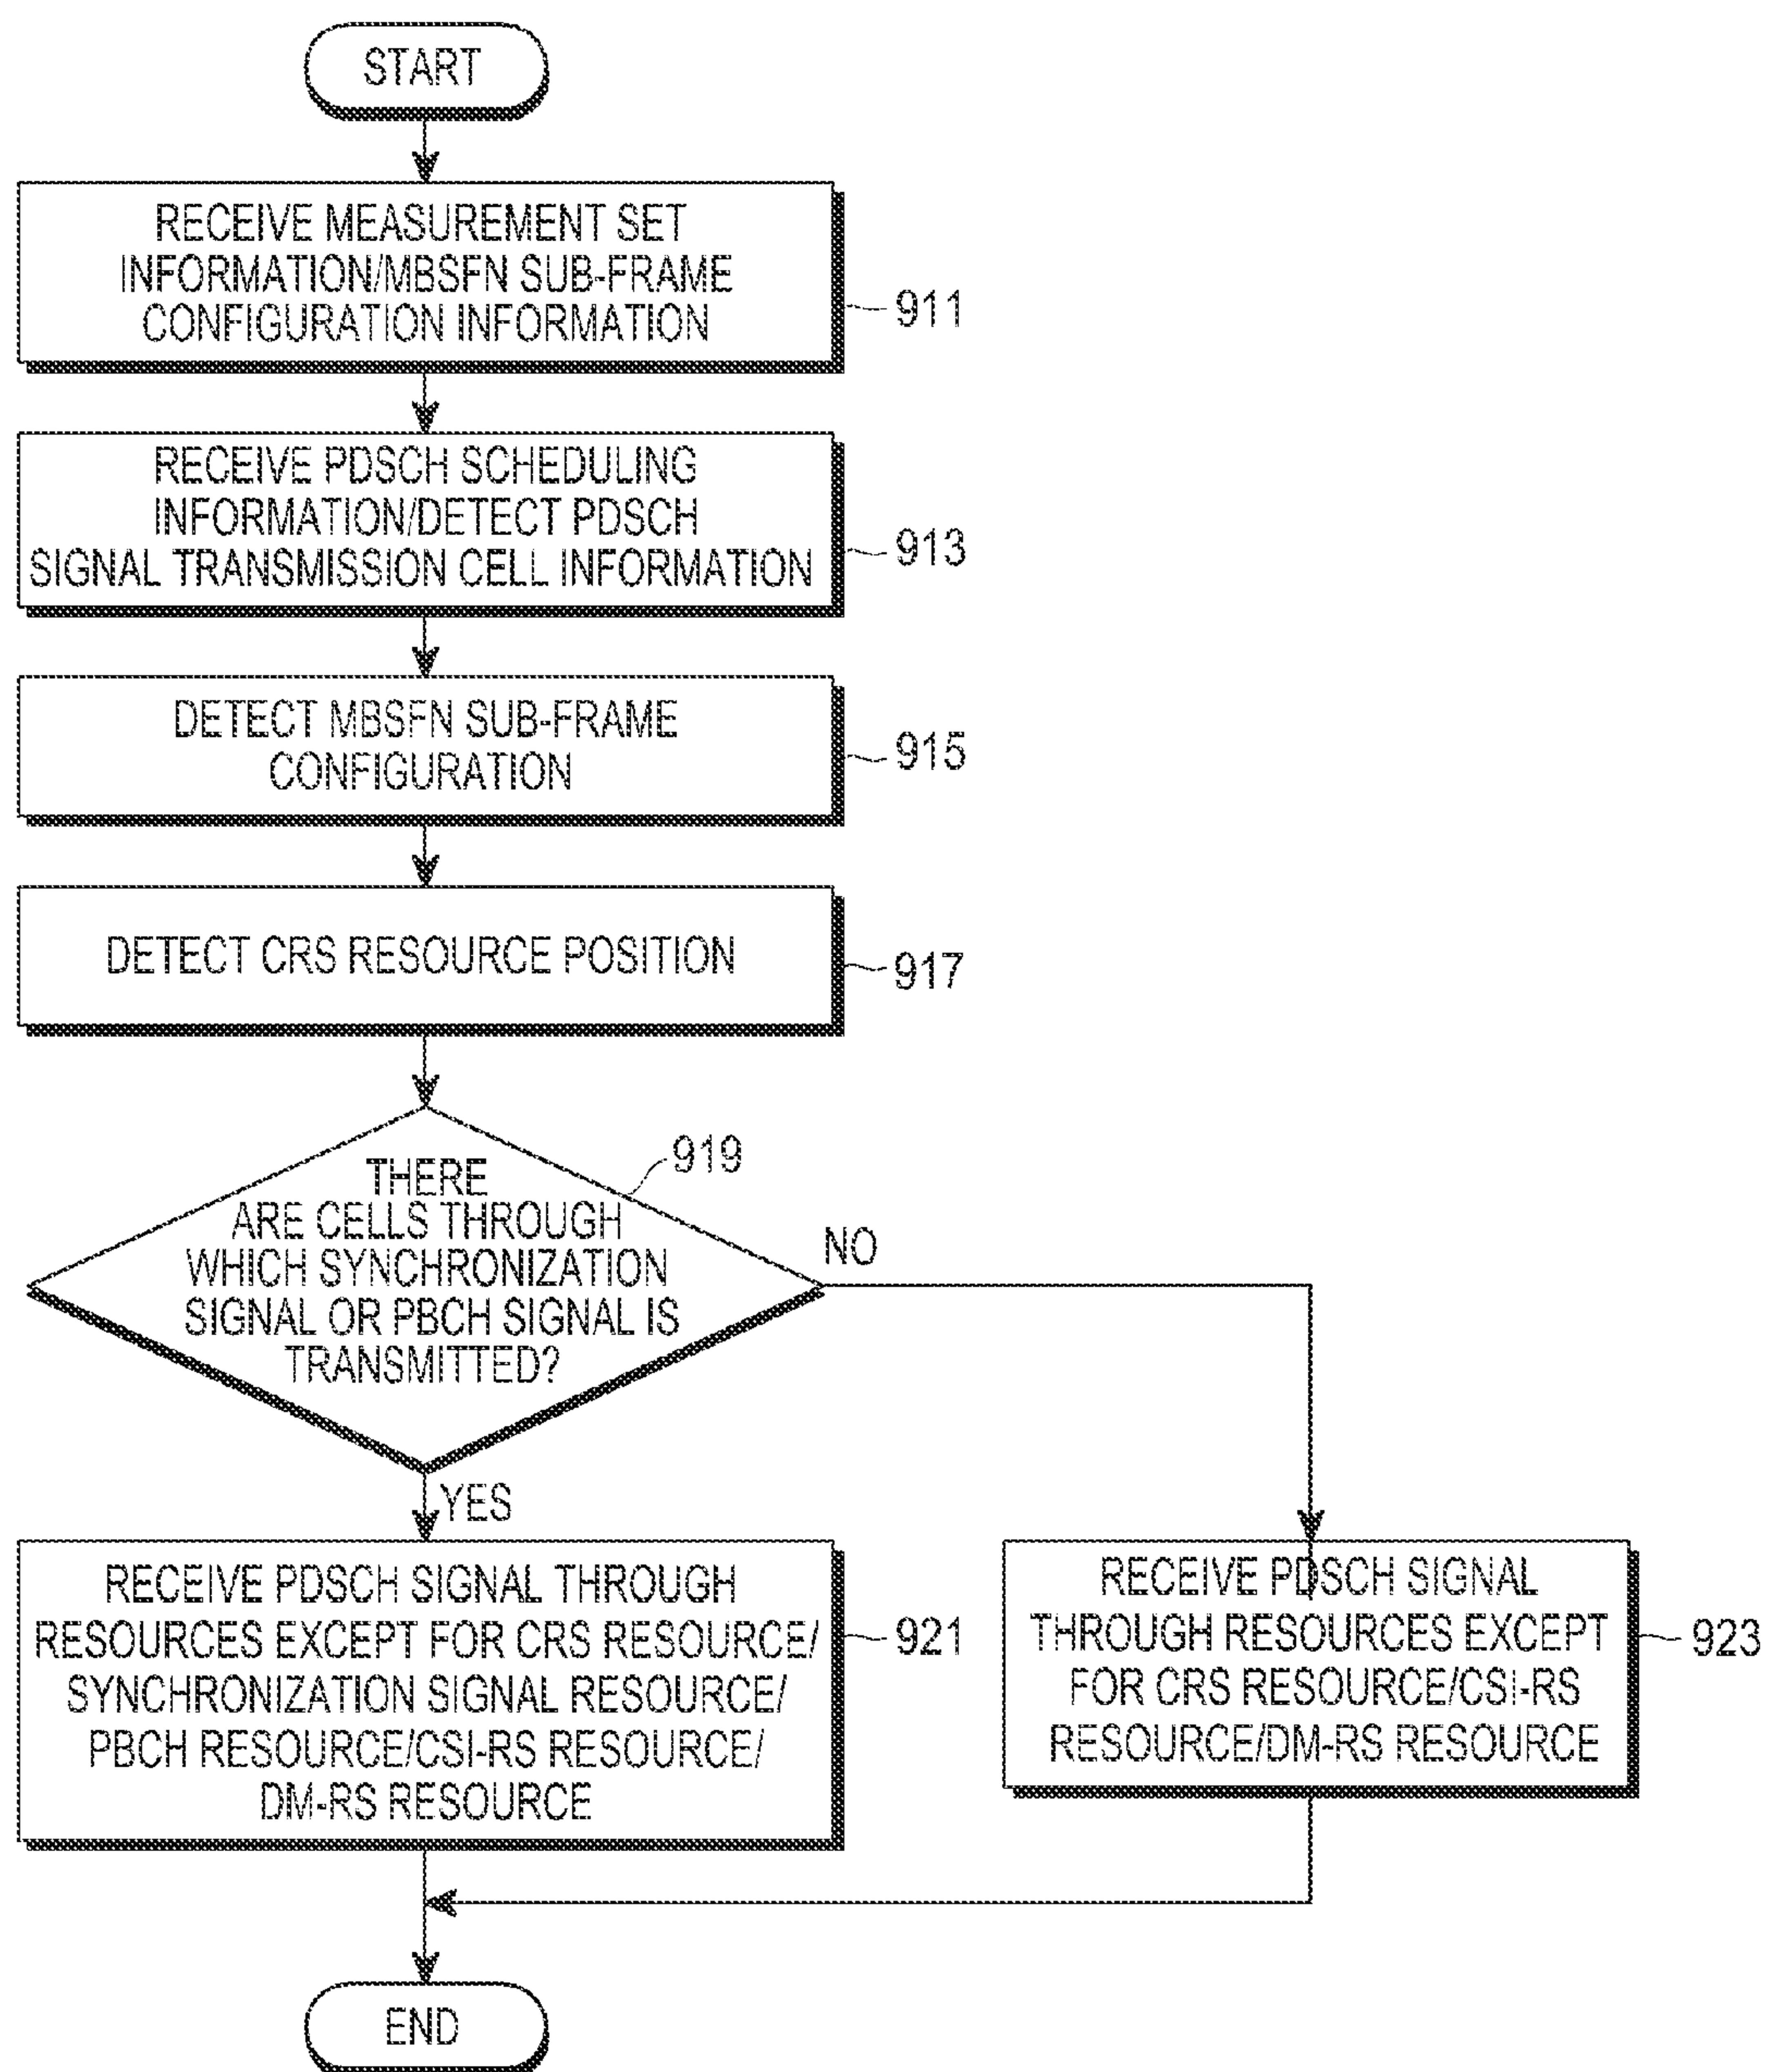 START
RECEIVE MEASUREMENT SET
INFORMATION/MBSFN SUB-FRAME
CONFIGURATION INFORMATION
911
RECEIVE PDSCH SCHEDULING
INFORMATION/DETECT PDSCH
SIGNAL TRANSMISSION CELL INFORMATION
913
DETECT MBSFN SUB-FRAME
CONFIGURATION
915
DETECT CRS RESOURCE POSITION
917
THERE
ARE CELLS THROUGH
WHICH SYNCHRONIZATION
SIGNAL OR PBCH SIGNAL IS
TRANSMITTED?
919
NO
YES
RECEIVE PDSCH SIGNAL THROUGH
RESOURCES EXCEPT FOR CRS RESOURCE/
SYNCHRONIZATION SIGNAL RESOURCE/
PBCH RESOURCE/CSI-RS RESOURCE/
DM-RS RESOURCE
921
RECEIVE PDSCH SIGNAL
THROUGH RESOURCES EXCEPT
FOR CRS RESOURCE/CSI-RS
RESOURCE/DM-RS RESOURCE
923
END